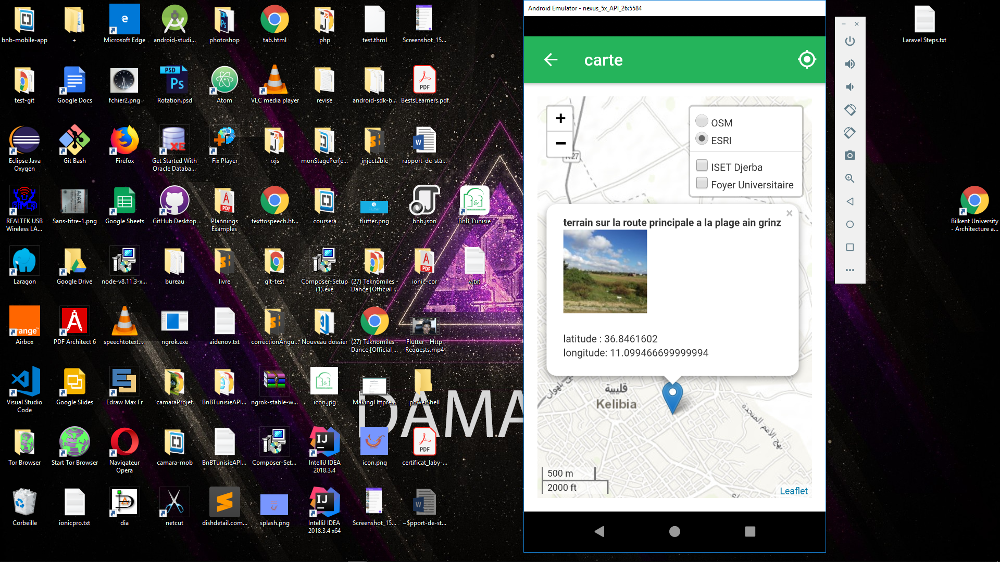 bnb-mobile-app
+
Microsoft Edge
android-studi...
photoshop
tab.html
php
test.thml
Screenshot_15...
test-git
Google Docs
fchier2.png
Rotation.psd
Atom
VLC media player
revise
android-sdk-b...
BestsLearners.pdf
Eclipse Java
Oxygen
Git Bash
Firefox
Get Started With
Oracle Databa...
Fix Player
rxjs
monStagePerfe...
injectable
rapport-de-sta...
REALTEK USB
Wireless LA...
Sans-titre-1.png
Google Sheets
GitHub Desktop
Plannings
Examples
texttospeech.ht...
coursera
flutter.png
bnb.json
BnB Tunisie
Laragon
Google Drive
node-v8.11.3-x...
bureau
livre
git-test
Composer-Setup
(1).exe
(27) Teknomiles -
Dance [Official ...
ionic-cor
v.txt
Airbox
PDF Architect 6
speechtotext....
ngrok.exe
aidenov.txt
correctionAngu...
Nouveau dossier
(27) Teknomiles -
Dance [Official ...
Flutter - Http
Requests.mp4
Visual Studio
Code
Google Slides
Edraw Max Fr
camaraProjet
BnBTunisieAPI...
ngrok-stable-w...
icon.jpg
MakingHttpre...
powerShell
DAMA
Tor Browser
Start Tor Browser
Navigateur
Opera
camara-mob
BnBTunisieAPI...
Composer-Set...
IntelliJ IDEA
2018.3.4
icon.png
certificat_laby-...
Corbeille
ionicpro.txt
dia
netcut
dishdetail.com...
splash.png
IntelliJ IDEA
2018.3.4 x64
Screenshot_15...
~$pport-de-st...
Android Emulator - nexus_5x_API_26:5584
carte
+
−
OSM
ESRI
ISET Djerba
Foyer Universitaire
27
×
terrain sur la route principale a la plage ain grinz
latitude : 36.8461602
longitude: 11.099466699999994
قليبية
Kelibia
نهج الأمم المتحدة
500 m
2000 ft
Leaflet
Laravel Steps.txt
Bilkent University
- Architecture a...